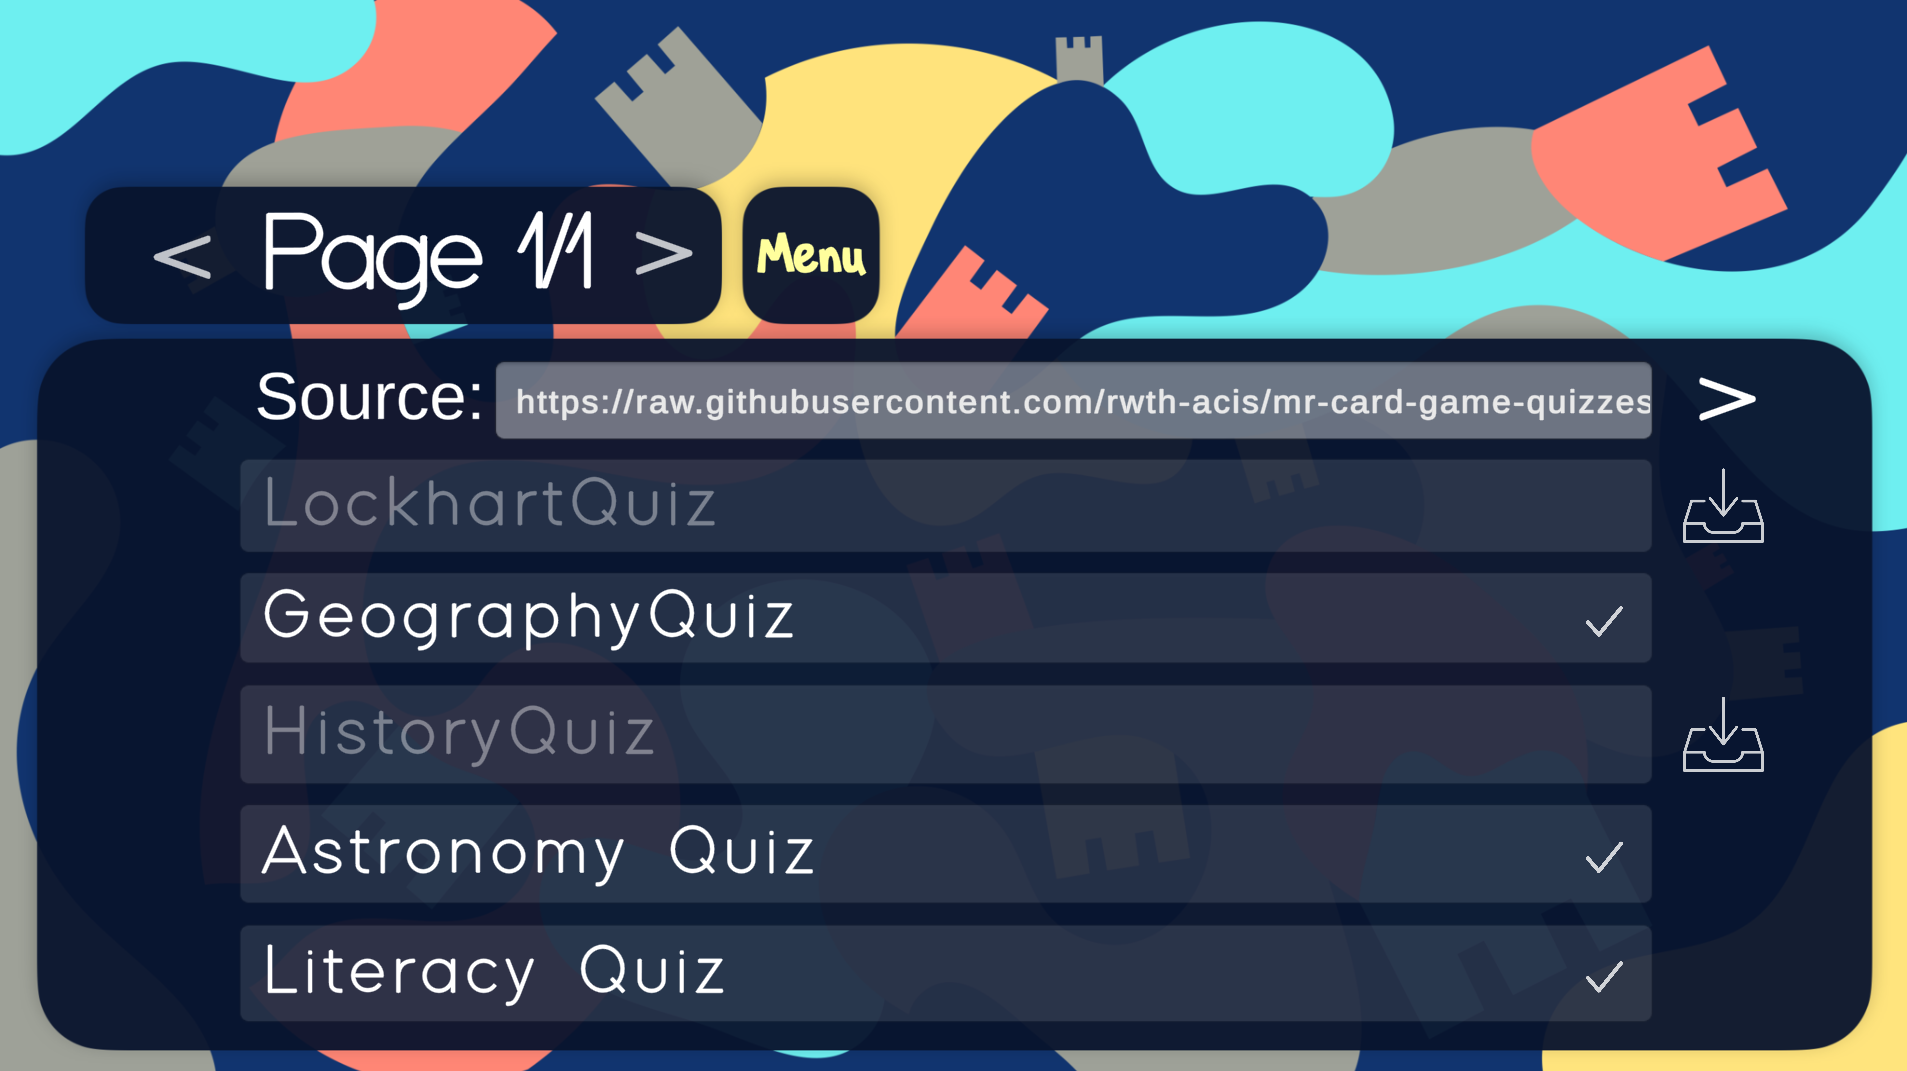 < Page 1/1 > Menu
Source: https://raw.githubusercontent.com/rwth-acis/mr-card-game-quizzes >
LockhartQuiz
GeographyQuiz
HistoryQuiz
Astronomy Quiz
Literacy Quiz